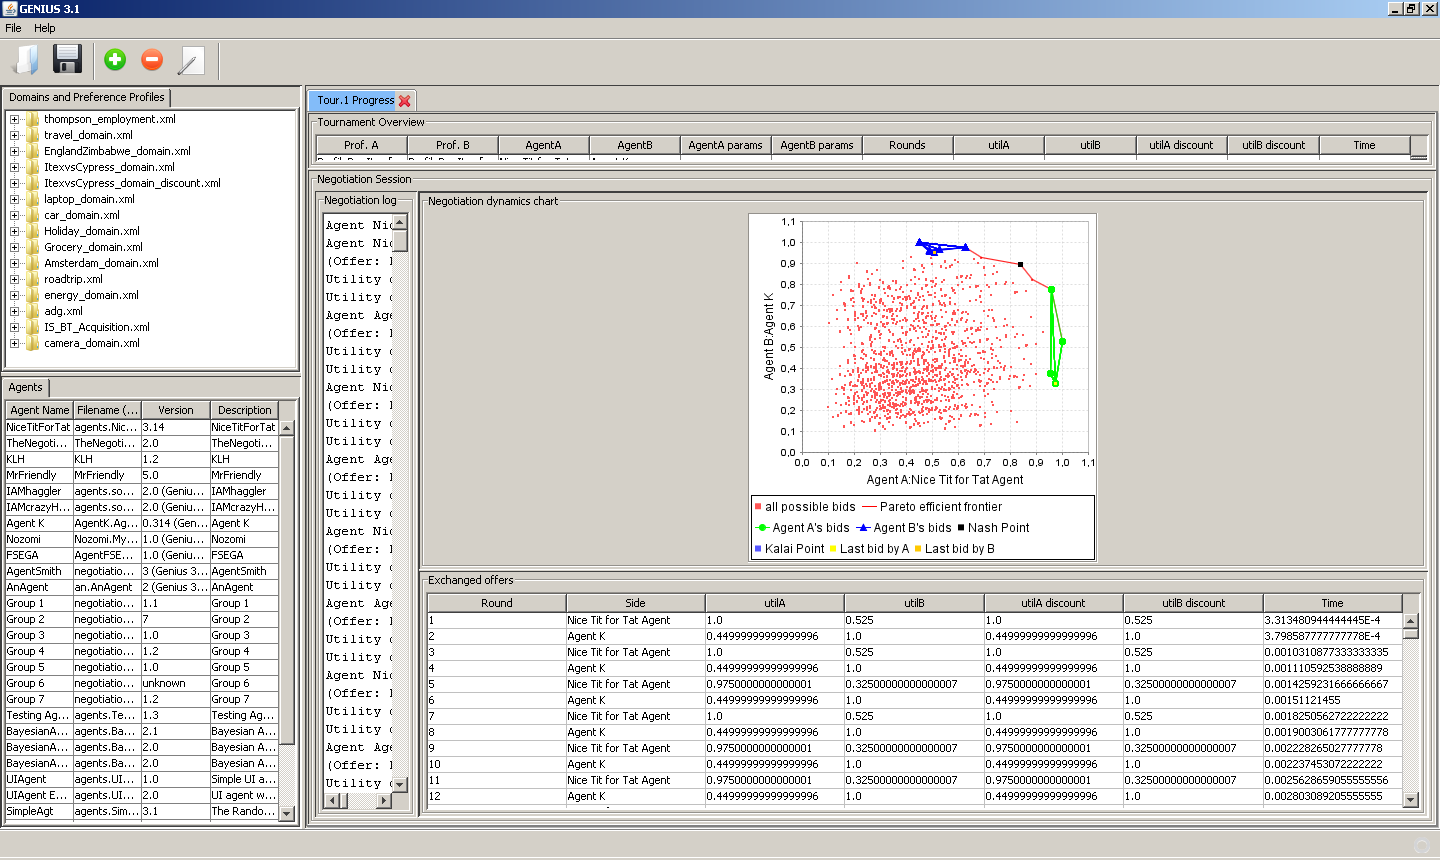 GENIUS 3.1
File Help
Domains and Preference Profiles
thompson_employment.xml
travel_domain.xml
EnglandZimbabwe_domain.xml
ItexvsCypress_domain.xml
ItexvsCypress_domain_discount.xml
laptop_domain.xml
car_domain.xml
Holiday_domain.xml
Grocery_domain.xml
Amsterdam_domain.xml
roadtrip.xml
energy_domain.xml
adg.xml
IS_BT_Acquisition.xml
camera_domain.xml
Agents
Agent Name Filename (... Version Description
NiceTitForTat agents.Nic... 3.14 NiceTitForTat
TheNegoti... TheNegoti... 2.0 TheNegoti...
KLH KLH 1.2 KLH
MrFriendly MrFriendly 5.0 MrFriendly
IAMhaggler agents.so... 2.0 (Geniu... IAMhaggler
IAMcrazyH... agents.so... 2.0 (Geniu... IAMcrazyH...
Agent K AgentK.Ag... 0.314 (Gen... Agent K
Nozomi Nozomi.My... 1.0 (Geniu... Nozomi
FSEGA AgentFSE... 1.0 (Geniu... FSEGA
AgentSmith negotiatio... 3 (Genius 3... AgentSmith
AnAgent an.AnAgent 2 (Genius 3... AnAgent
Group 1 negotiatio... 1.1 Group 1
Group 2 negotiatio... 7 Group 2
Group 3 negotiatio... 1.0 Group 3
Group 4 negotiatio... 1.2 Group 4
Group 5 negotiatio... 1.0 Group 5
Group 6 negotiatio... unknown Group 6
Group 7 negotiatio... 1.2 Group 7
Testing Ag... agents.Te... 1.3 Testing Ag...
BayesianA... agents.Ba... 2.1 Bayesian A...
BayesianA... agents.Ba... 2.0 Bayesian A...
BayesianA... agents.Ba... 2.0 Bayesian A...
UIAgent agents.UI... 1.0 Simple UI a...
UIAgent E... agents.UI... 2.0 UI agent w...
SimpleAgt agents.Sim... 3.1 The Rando...
Tour.1 Progress
Tournament Overview
Prof. A Prof. B AgentA AgentB AgentA params AgentB params Rounds utilA utilB utilA discount utilB discount Time
Negotiation Session
Negotiation log
Agent Nic
Agent Nic
(Offer: 
Utility 
Utility 
Agent Age
(Offer: 
Utility 
Utility 
Agent Nic
(Offer: 
Utility 
Utility 
Agent Age
(Offer: 
Utility 
Utility 
Agent Nic
(Offer: 
Utility 
Utility 
Agent Age
(Offer: 
Utility 
Utility 
Agent Nic
(Offer: 
Utility 
Utility 
Agent Age
(Offer: 
Utility 
Negotiation dynamics chart
1,1
1,0
0,9
0,8
0,7
0,6
0,5
0,4
0,3
0,2
0,1
0,0
Agent B:Agent K
0,0 0,1 0,2 0,3 0,4 0,5 0,6 0,7 0,8 0,9 1,0 1,1
Agent A:Nice Tit for Tat Agent
all possible bids Pareto efficient frontier
Agent A's bids Agent B's bids Nash Point
Kalai Point Last bid by A Last bid by B
Exchanged offers
Round Side utilA utilB utilA discount utilB discount Time
1 Nice Tit for Tat Agent 1.0 0.525 1.0 0.525 3.313480944444445E-4
2 Agent K 0.44999999999999996 1.0 0.44999999999999996 1.0 3.798587777777778E-4
3 Nice Tit for Tat Agent 1.0 0.525 1.0 0.525 0.0010310877333333335
4 Agent K 0.44999999999999996 1.0 0.44999999999999996 1.0 0.001110592538888889
5 Nice Tit for Tat Agent 0.9750000000000001 0.32500000000000007 0.9750000000000001 0.32500000000000007 0.0014259231666666667
6 Agent K 0.44999999999999996 1.0 0.44999999999999996 1.0 0.00151121455
7 Nice Tit for Tat Agent 1.0 0.525 1.0 0.525 0.0018250562722222222
8 Agent K 0.44999999999999996 1.0 0.44999999999999996 1.0 0.0019003061777777778
9 Nice Tit for Tat Agent 0.9750000000000001 0.32500000000000007 0.9750000000000001 0.32500000000000007 0.002228265027777778
10 Agent K 0.44999999999999996 1.0 0.44999999999999996 1.0 0.002237453072222222
11 Nice Tit for Tat Agent 0.9750000000000001 0.32500000000000007 0.9750000000000001 0.32500000000000007 0.0025628659055555556
12 Agent K 0.44999999999999996 1.0 0.44999999999999996 1.0 0.002803089205555555